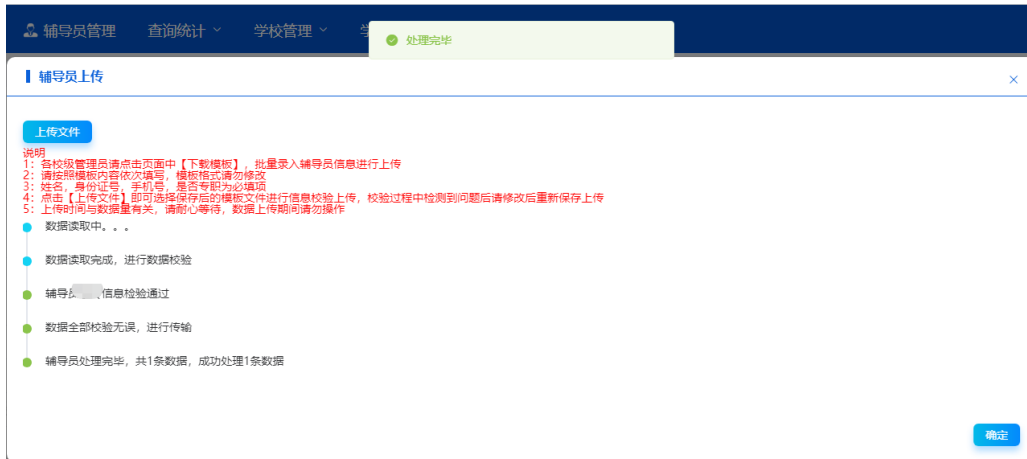 辅导员管理 查询统计 学校管理 学
处理完毕
辅导员上传
×
上传文件
说明
1：各校级管理员请点击页面中【下载模板】，批量录入辅导员信息进行上传
2：请按照模板内容依次填写，模板格式请勿修改
3：姓名，身份证号，手机号，是否专职为必填项
4：点击【上传文件】即可选择保存后的模板文件进行信息校验上传，校验过程中检测到问题后请修改后重新保存上传
5：上传时间与数据量有关，请耐心等待，数据上传期间请勿操作
数据读取中。。。
数据读取完成，进行数据校验
辅导 信息检验通过
数据全部校验无误，进行传输
辅导员处理完毕，共1条数据，成功处理1条数据
确定